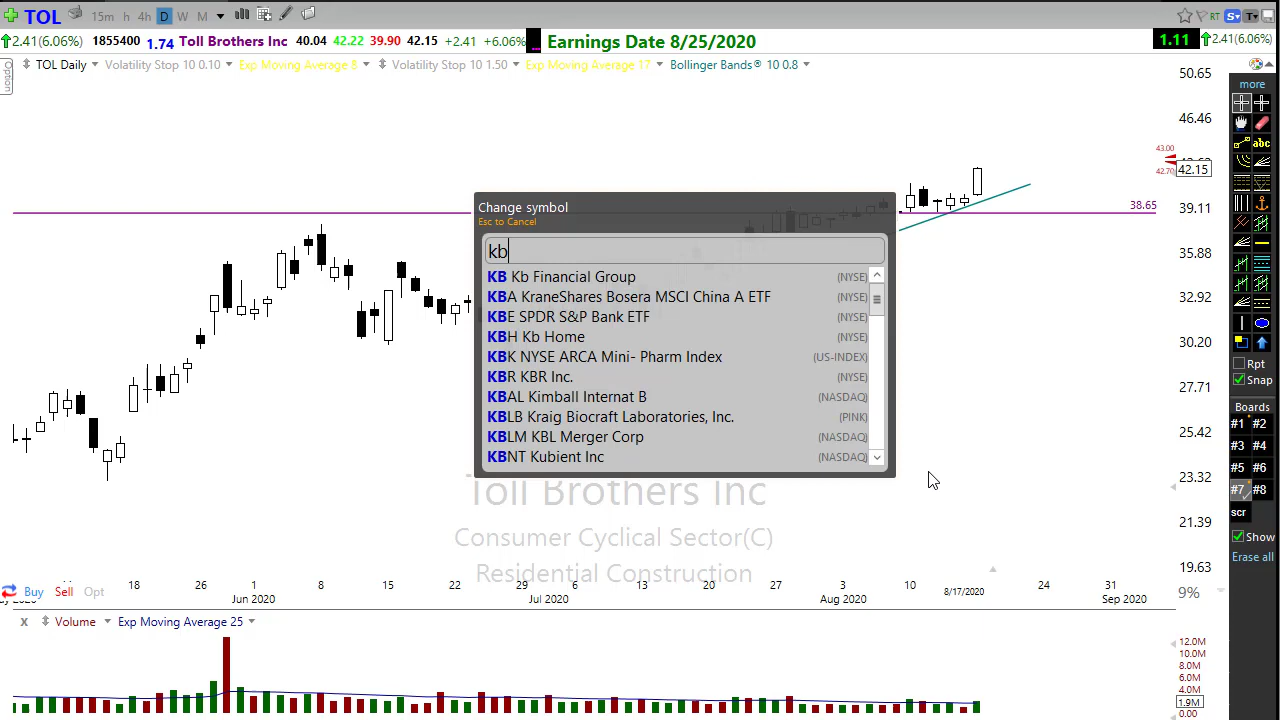 TOL 15m h 4h D W M RT S T
2.41(6.06%) 1855400 1.74 Toll Brothers Inc 40.04 42.22 39.90 42.15 +2.41 +6.06% ... Earnings Date 8/25/2020 1.11 2.41(6.06%)
Option
TOL Daily Volatility Stop 10 0.10 Exp Moving Average 8 Volatility Stop 10 1.50 Exp Moving Average 17 Bollinger Bands® 10 0.8
50.65
more
46.46
abc
43.00
42.15
42.70
Change symbol
Esc to Cancel
39.11
38.65
kb
35.88
KB Kb Financial Group (NYSE)
KBA KraneShares Bosera MSCI China A ETF (NYSE)
32.92
KBE SPDR S&P Bank ETF (NYSE)
KBH Kb Home (NYSE)
30.20
KBK NYSE ARCA Mini- Pharm Index (US-INDEX)
Rpt
KBR KBR Inc. (NYSE)
Snap
27.71
KBAL Kimball Internat B (NASDAQ)
Boards
KBLB Kraig Biocraft Laboratories, Inc. (PINK)
#1 #2
25.42
KBLM KBL Merger Corp (NASDAQ)
#3 #4
KBNT Kubient Inc (NASDAQ)
#5 #6
23.32
Toll Brothers Inc
#7 #8
scr
21.39
Consumer Cyclical Sector(C)
Show
Erase all
19.63
Residential Construction
18 26 1 8 15 22 6 13 20 27 3 10 8/17/2020 24 31
Buy Sell Opt
9%
2020 Jun 2020 Jul 2020 Aug 2020 Sep 2020
x Volume Exp Moving Average 25
12.0M
10.0M
8.0M
6.0M
4.0M
1.9M
0.00